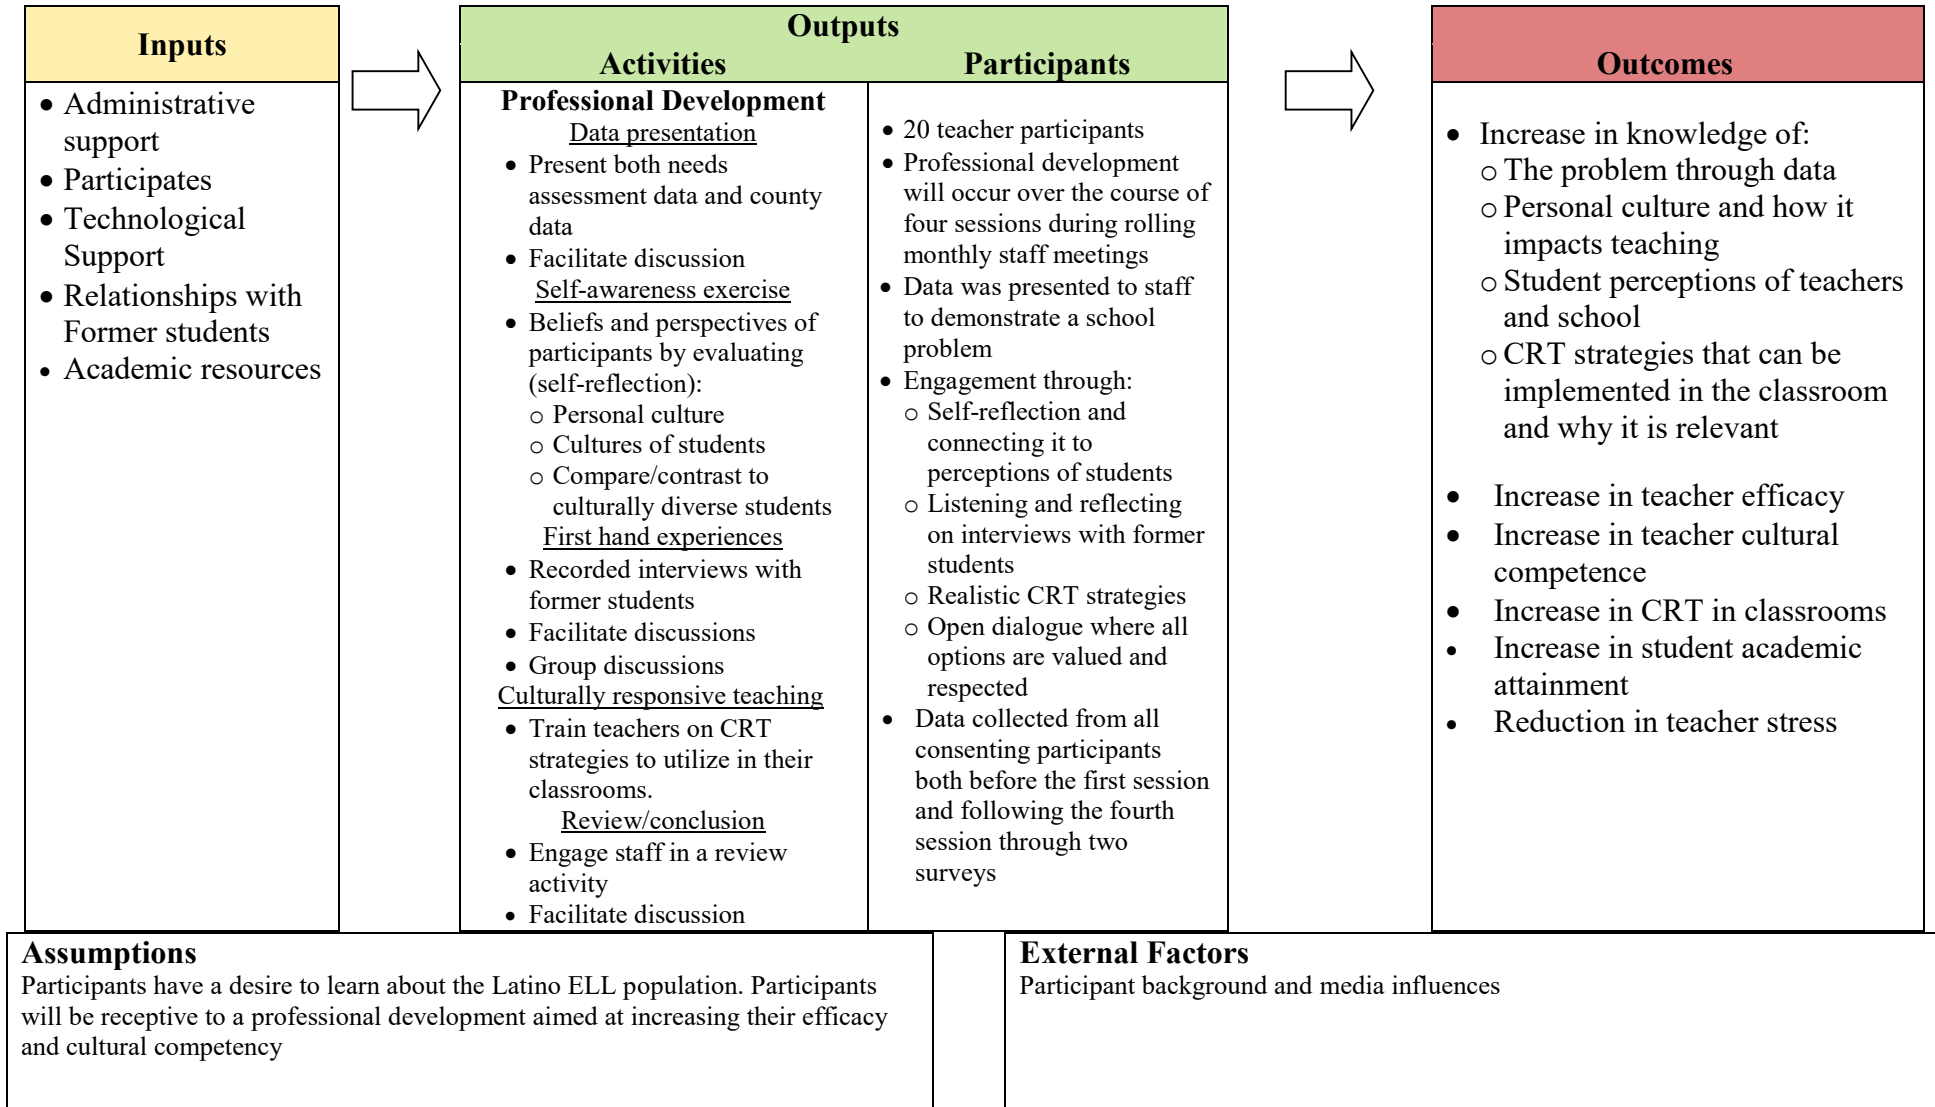 Inputs
• Administrative
support
• Participates
• Technological
Support
• Relationships with
Former students
• Academic resources
Outputs
Activities
Professional Development
Data presentation
• Present both needs
assessment data and county
data
• Facilitate discussion
Self-awareness exercise
• Beliefs and perspectives of
participants by evaluating
(self-reflection):
o Personal culture
o Cultures of students
o Compare/contrast to
culturally diverse students
First hand experiences
• Recorded interviews with
former students
• Facilitate discussions
• Group discussions
Culturally responsive teaching
• Train teachers on CRT
strategies to utilize in their
classrooms.
Review/conclusion
• Engage staff in a review
activity
• Facilitate discussion
Participants
• 20 teacher participants
• Professional development
will occur over the course of
four sessions during rolling
monthly staff meetings
• Data was presented to staff
to demonstrate a school
problem
• Engagement through:
o Self-reflection and
connecting it to
perceptions of students
o Listening and reflecting
on interviews with former
students
o Realistic CRT strategies
o Open dialogue where all
options are valued and
respected
• Data collected from all
consenting participants
both before the first session
and following the fourth
session through two
surveys
Outcomes
• Increase in knowledge of:
o The problem through data
o Personal culture and how it
impacts teaching
o Student perceptions of teachers
and school
o CRT strategies that can be
implemented in the classroom
and why it is relevant
• Increase in teacher efficacy
• Increase in teacher cultural
competence
• Increase in CRT in classrooms
• Increase in student academic
attainment
• Reduction in teacher stress
Assumptions
Participants have a desire to learn about the Latino ELL population. Participants
will be receptive to a professional development aimed at increasing their efficacy
and cultural competency
External Factors
Participant background and media influences